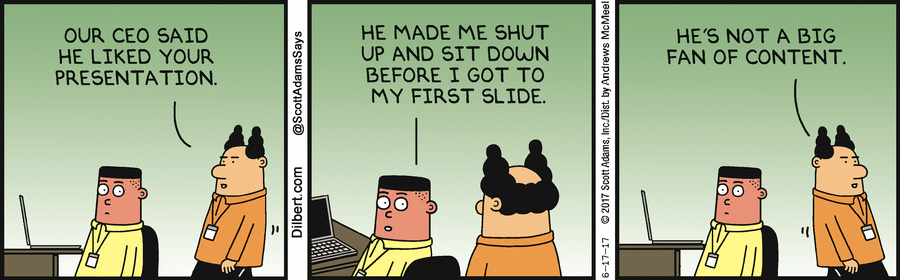 OUR CEO SAID
HE LIKED YOUR
PRESENTATION.
Dilbert.com @ScottAdamsSays
HE MADE ME SHUT
UP AND SIT DOWN
BEFORE I GOT TO
MY FIRST SLIDE.
6-17-17 © 2017 Scott Adams, Inc./Dist. by Andrews McMeel
HE'S NOT A BIG
FAN OF CONTENT.